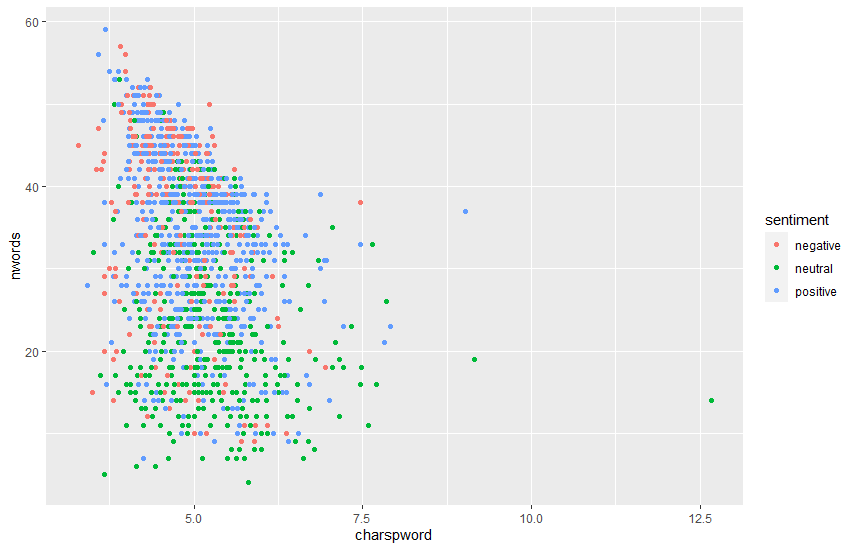 60
40
20
nwords
5.0
7.5
10.0
12.5
charspword
sentiment
negative
neutral
positive